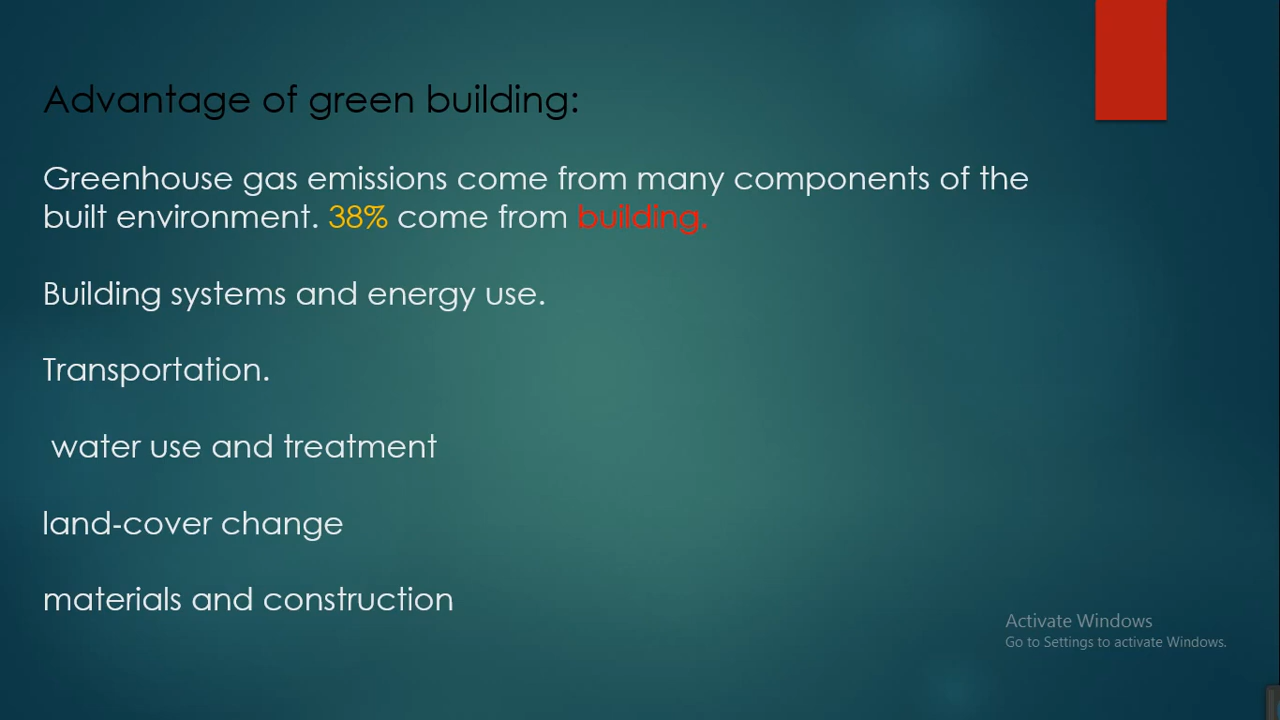 Advantage of green building:
Greenhouse gas emissions come from many components of the
built environment. 38% come from building.
Building systems and energy use.
Transportation.
water use and treatment
land-cover change
materials and construction
Activate Windows
Go to Settings to activate Windows.